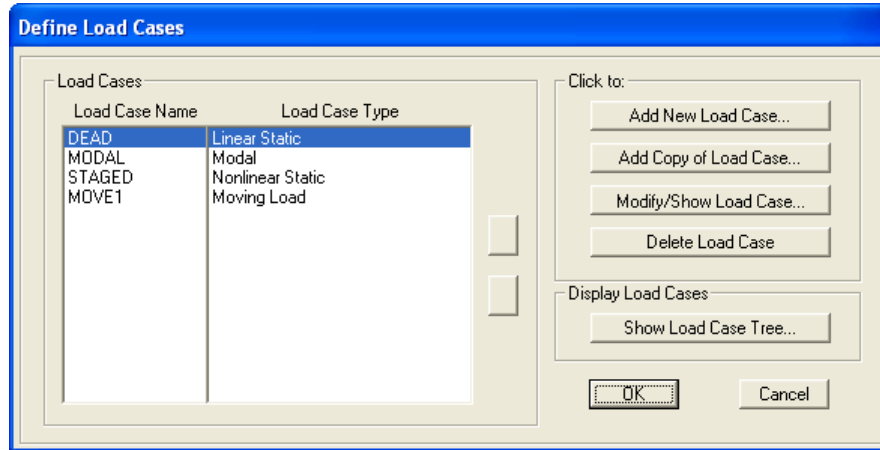 Define Load Cases
Load Cases
Load Case Name Load Case Type
DEAD Linear Static
MODAL Modal
STAGED Nonlinear Static
MOVE1 Moving Load
Click to:
Add New Load Case...
Add Copy of Load Case...
Modify/Show Load Case...
Delete Load Case
Display Load Cases
Show Load Case Tree...
OK Cancel